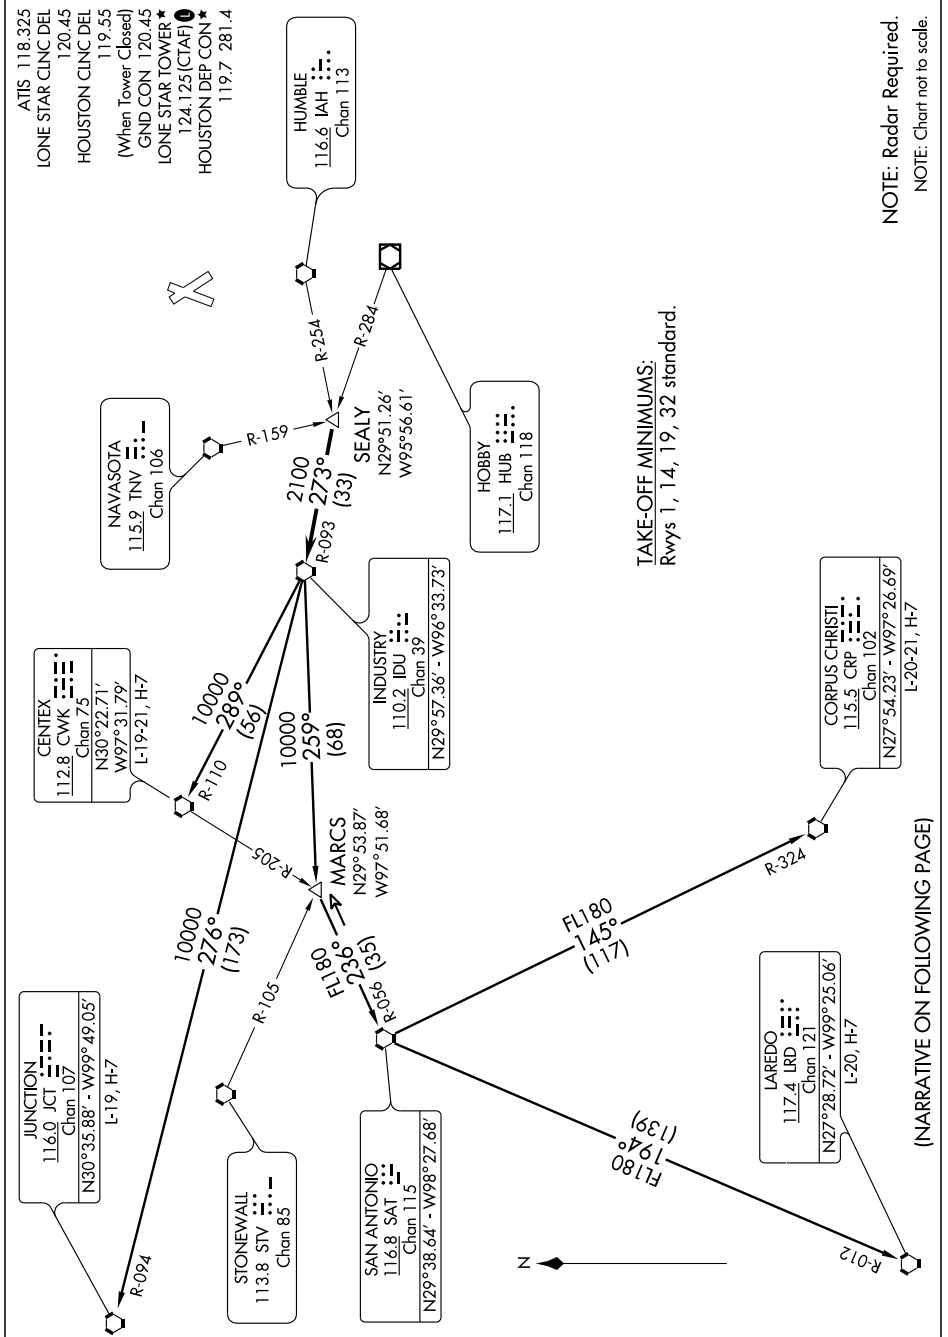 ATIS 118.325
LONE STAR CLNC DEL
120.45
HOUSTON CLNC DEL
119.55
(When Tower Closed)
GND CON 120.45
LONE STAR TOWER★
124.125 (CTAF) L
HOUSTON DEP CON★
119.7 281.4
HUMBLE
116.6 IAH
Chan 113
R-254
R-284
NAVASOTA
115.9 TNV
Chan 106
R-159
SEALY
N29°51.26'
W95°56.61'
HOBBY
117.1 HUB
Chan 118
2100
273°
(33)
R-093
INDUSTRY
110.2 IDU
Chan 39
N29°57.36' - W96°33.73'
CENTEX
112.8 CWK
Chan 75
N30°22.71'
W97°31.79'
L-19-21, H-7
10000
289°
(56)
R-110
10000
259°
(68)
R-205
MARCS
N29°53.87'
W97°51.68'
10000
276°
(173)
JUNCTION
116.0 JCT
Chan 107
N30°35.88' - W99°49.05'
L-19, H-7
R-094
R-105
STONEWALL
113.8 STV
Chan 85
FL180
236°
(35)
R-056
SAN ANTONIO
116.8 SAT
Chan 115
N29°38.64' - W98°27.68'
FL180
145°
(117)
R-324
CORPUS CHRISTI
115.5 CRP
Chan 102
N27°54.23' - W97°26.69'
L-20-21, H-7
FL180
194°
(139)
R-012
LAREDO
117.4 LRD
Chan 121
N27°28.72' - W99°25.06'
L-20, H-7
N
TAKE-OFF MINIMUMS:
Rwys 1, 14, 19, 32 standard.
NOTE: Radar Required.
NOTE: Chart not to scale.
(NARRATIVE ON FOLLOWING PAGE)